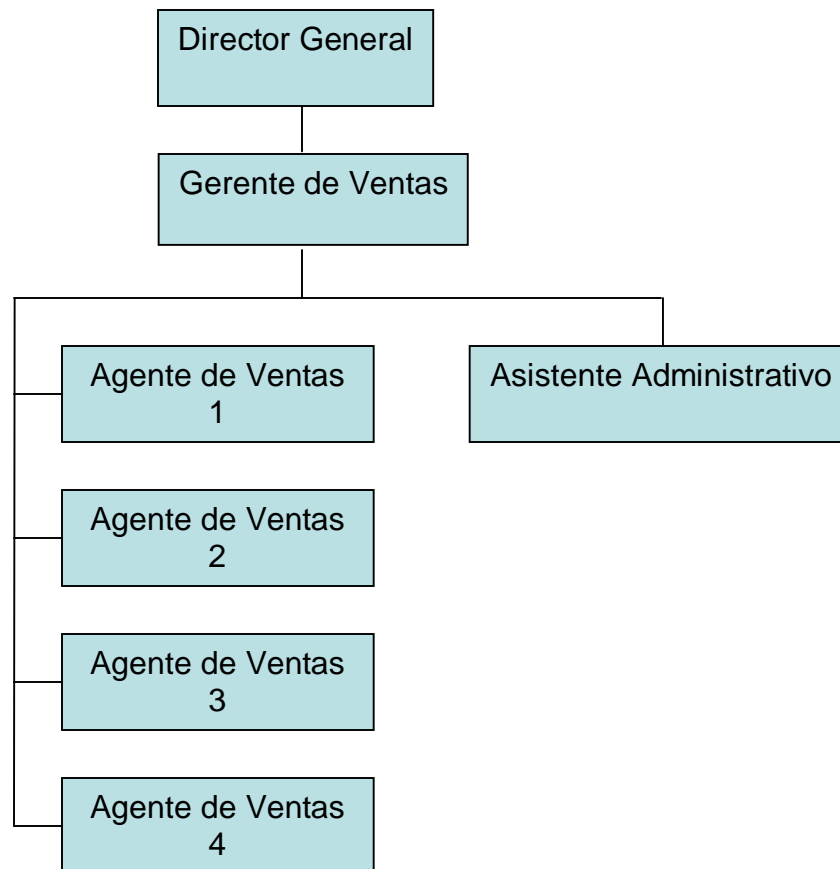 Director General
Gerente de Ventas
Agente de Ventas
1
Asistente Administrativo
Agente de Ventas
2
Agente de Ventas
3
Agente de Ventas
4